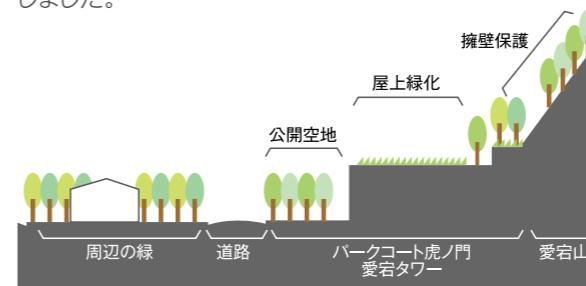 しました。
擁壁保護
屋上緑化
公開空地
周辺の緑
道路
パークコート虎ノ門
愛宕タワー
愛宕山